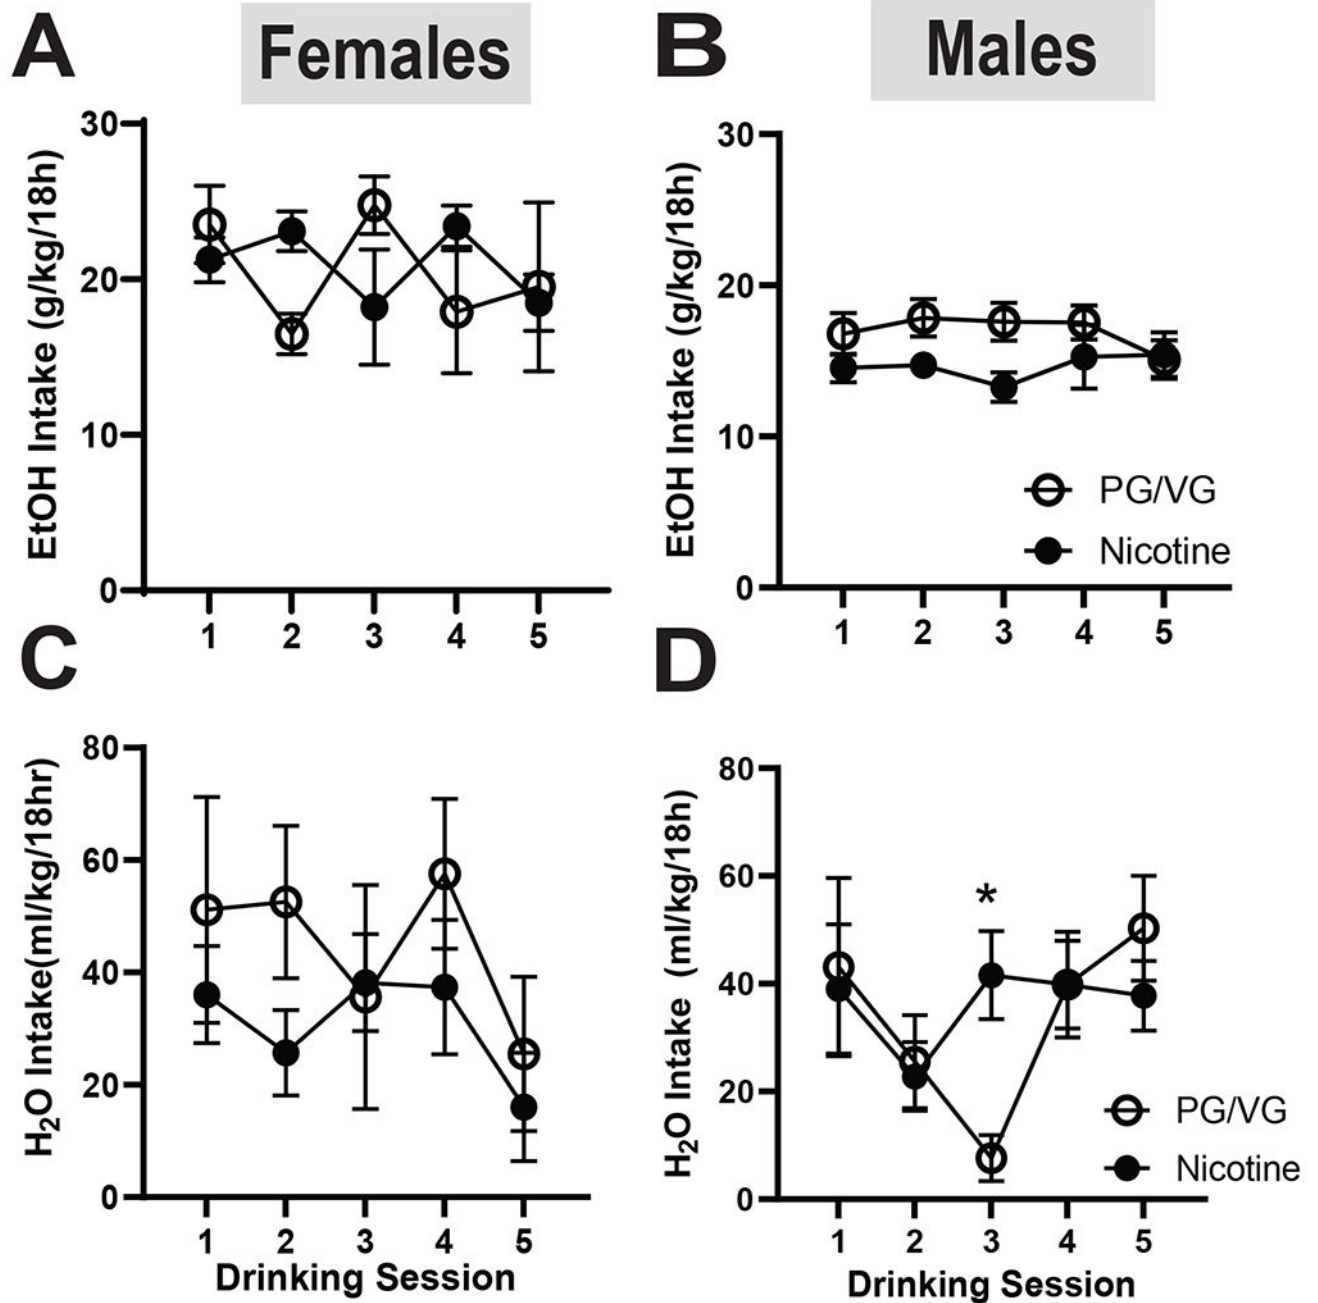 A
Females
EtOH Intake (g/kg/18h)
30
20
10
0
1 2 3 4 5
B
Males
EtOH Intake (g/kg/18h)
30
20
10
0
PG/VG
Nicotine
1 2 3 4 5
C
H₂O Intake(ml/kg/18hr)
80
60
40
20
0
1 2 3 4 5
Drinking Session
D
H₂O Intake (ml/kg/18h)
80
60
40
20
0
*
PG/VG
Nicotine
1 2 3 4 5
Drinking Session